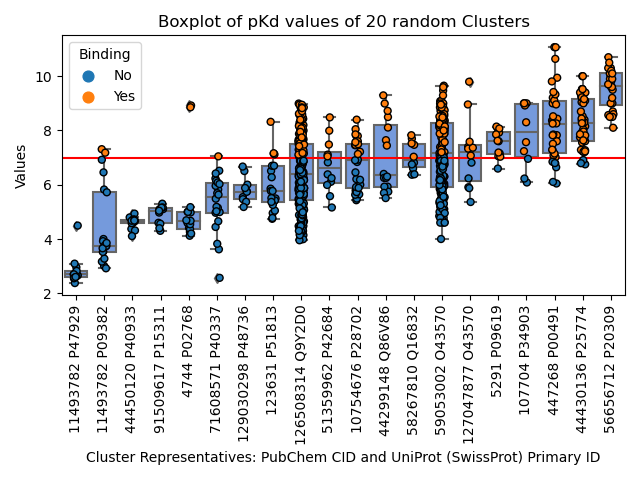 Boxplot of pKd values of 20 random Clusters
Binding
No
Yes
Values
10
8
6
4
2
11493782 P47929
11493782 P09382
44450120 P40933
91509617 P15311
4744 P02768
71608571 P40337
129030298 P48736
123631 P51813
126508314 Q9Y2D0
51359962 P42684
10754676 P28702
44299148 Q86V86
58267810 Q16832
59053002 O43570
127047877 O43570
5291 P09619
107704 P34903
447268 P00491
44430136 P25774
56656712 P20309
Cluster Representatives: PubChem CID and UniProt (SwissProt) Primary ID